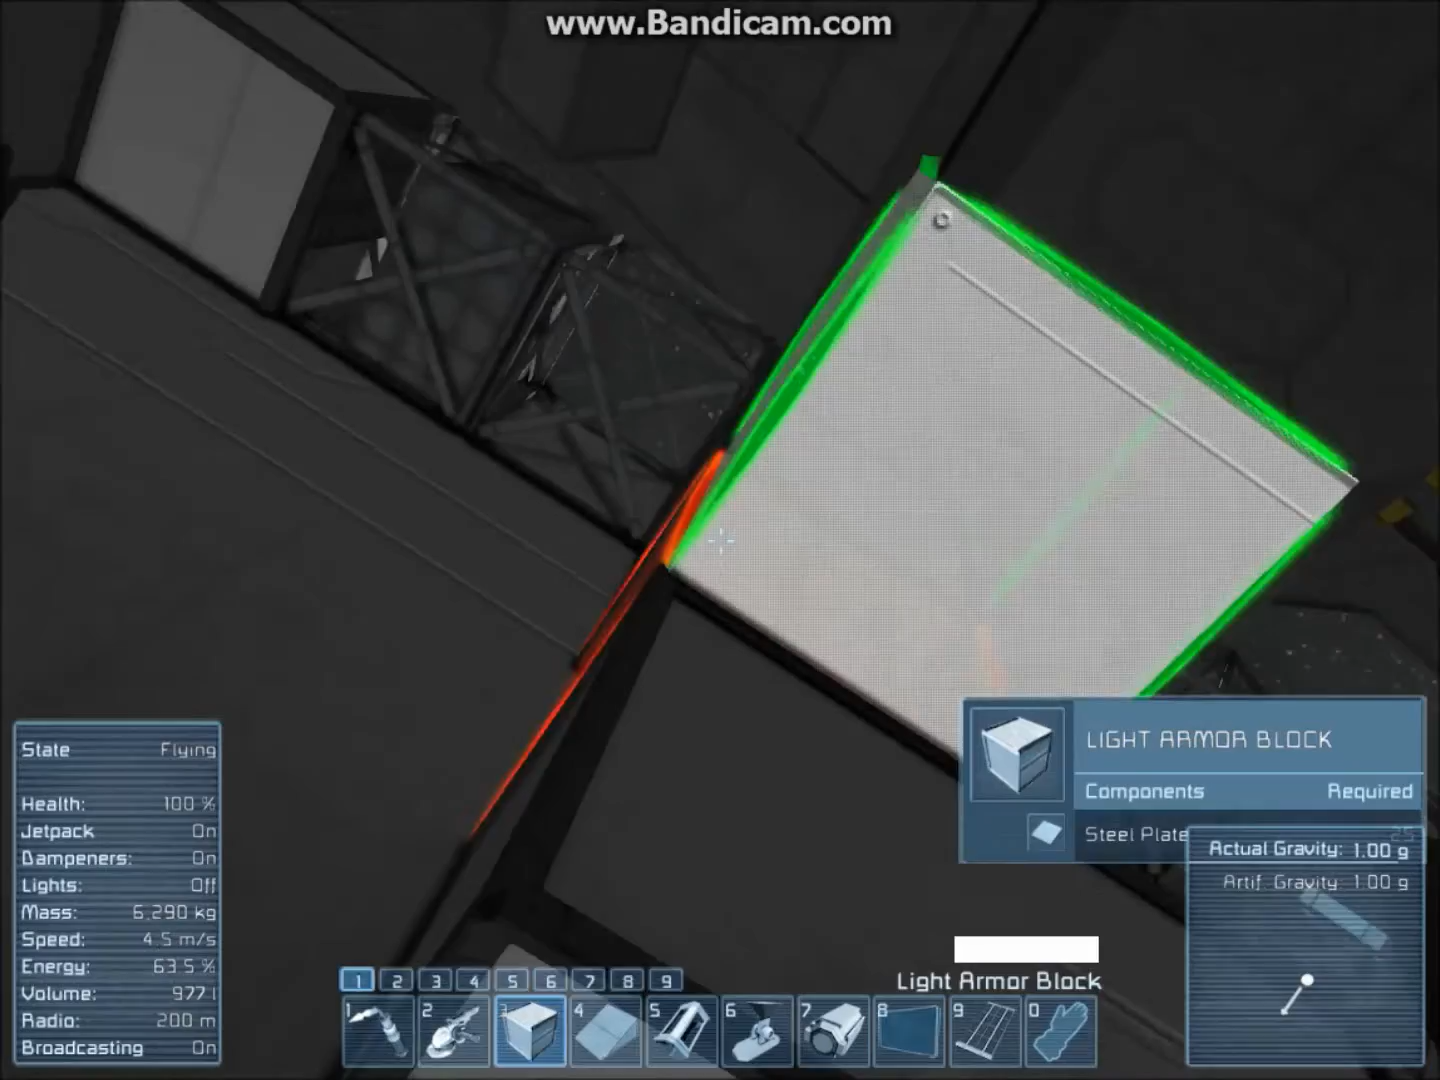 www.Bandicam.com
State Flying
Health: 100 %
Jetpack On
Dampeners: On
Lights: Off
Mass: 6,290 kg
Speed: 4.5 m/s
Energy: 63.5 %
Volume: 977 l
Radio: 200 m
Broadcasting On
LIGHT ARMOR BLOCK
Components Required
Steel Plate 25
Actual Gravity: 1.00 g
Artif. Gravity: 1.00 g
Light Armor Block
1 2 3 4 5 6 7 8 9
1 2 3 4 5 6 7 8 9 0